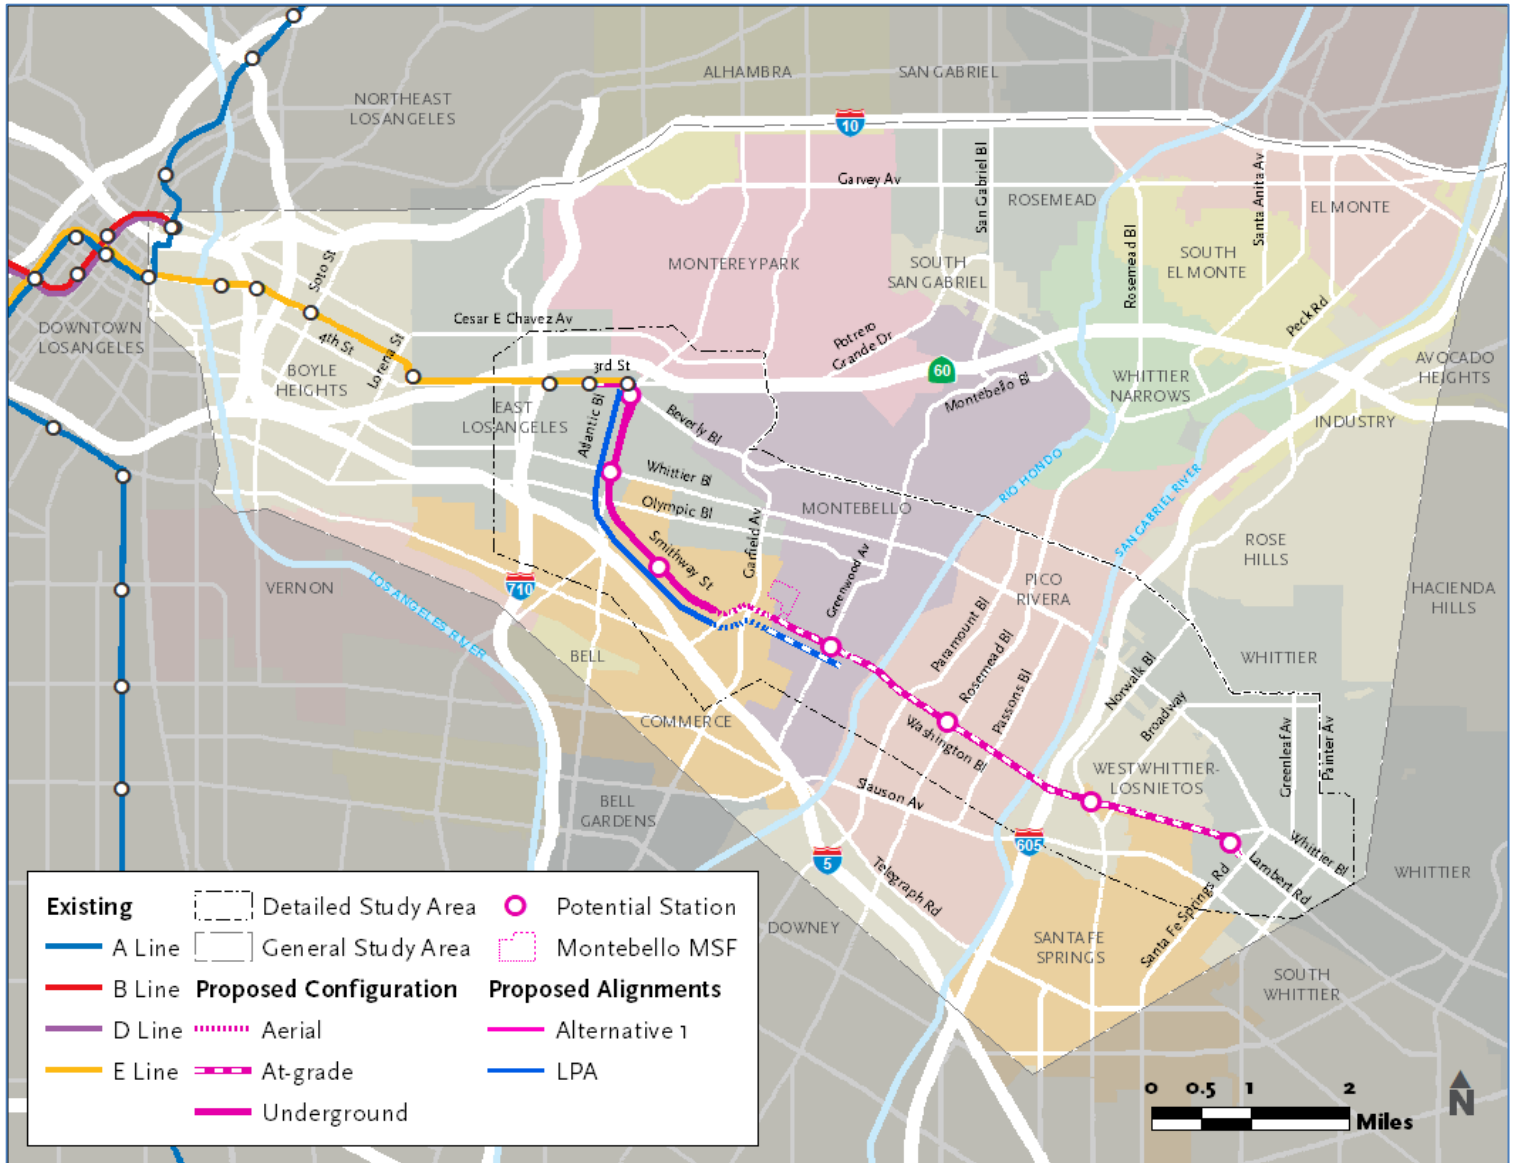 ALHAMBRA
SAN GABRIEL
NORTHEAST
LOS ANGELES
10
Garvey Av
San Gabriel Bl
ROSEMEAD
Santa Anita Av
EL MONTE
Rosemead Bl
SOUTH
EL MONTE
MONTEREY PARK
SOUTH
SAN GABRIEL
Soto St
Peck Rd
DOWNTOWN
LOS ANGELES
4th St
Cesar E Chavez Av
Potrero
Grande Dr
Lorena St
BOYLE
HEIGHTS
3rd St
60
Montebello Bl
WHITTIER
NARROWS
AVOCADO
HEIGHTS
EAST
LOS ANGELES
Atlantic Bl
Beverly Bl
INDUSTRY
Whittier Bl
Olympic Bl
RIO HONDO
SAN GABRIEL RIVER
MONTEBELLO
Garfield Av
Smithway St
Greenwood Av
ROSE
HILLS
VERNON
710
LOS ANGELES RIVER
PICO
RIVERA
HACIENDA
HILLS
Paramount Bl
Rosemead Bl
Passons Bl
BELL
WHITTIER
Norwalk Bl
Broadway
COMMERCE
Washington Bl
Greenleaf Av
Painter Av
WEST WHITTIER-
LOS NIETOS
BELL
GARDENS
Slauson Av
605
5
Whittier Bl
Lambert Rd
WHITTIER
Telegraph Rd
Santa Fe Springs Rd
DOWNEY
SANTA FE
SPRINGS
SOUTH
WHITTIER
Existing
A Line
B Line
D Line
E Line
Detailed Study Area
General Study Area
Proposed Configuration
Aerial
At-grade
Underground
Potential Station
Montebello MSF
Proposed Alignments
Alternative 1
LPA
0 0.5 1 2
Miles
N